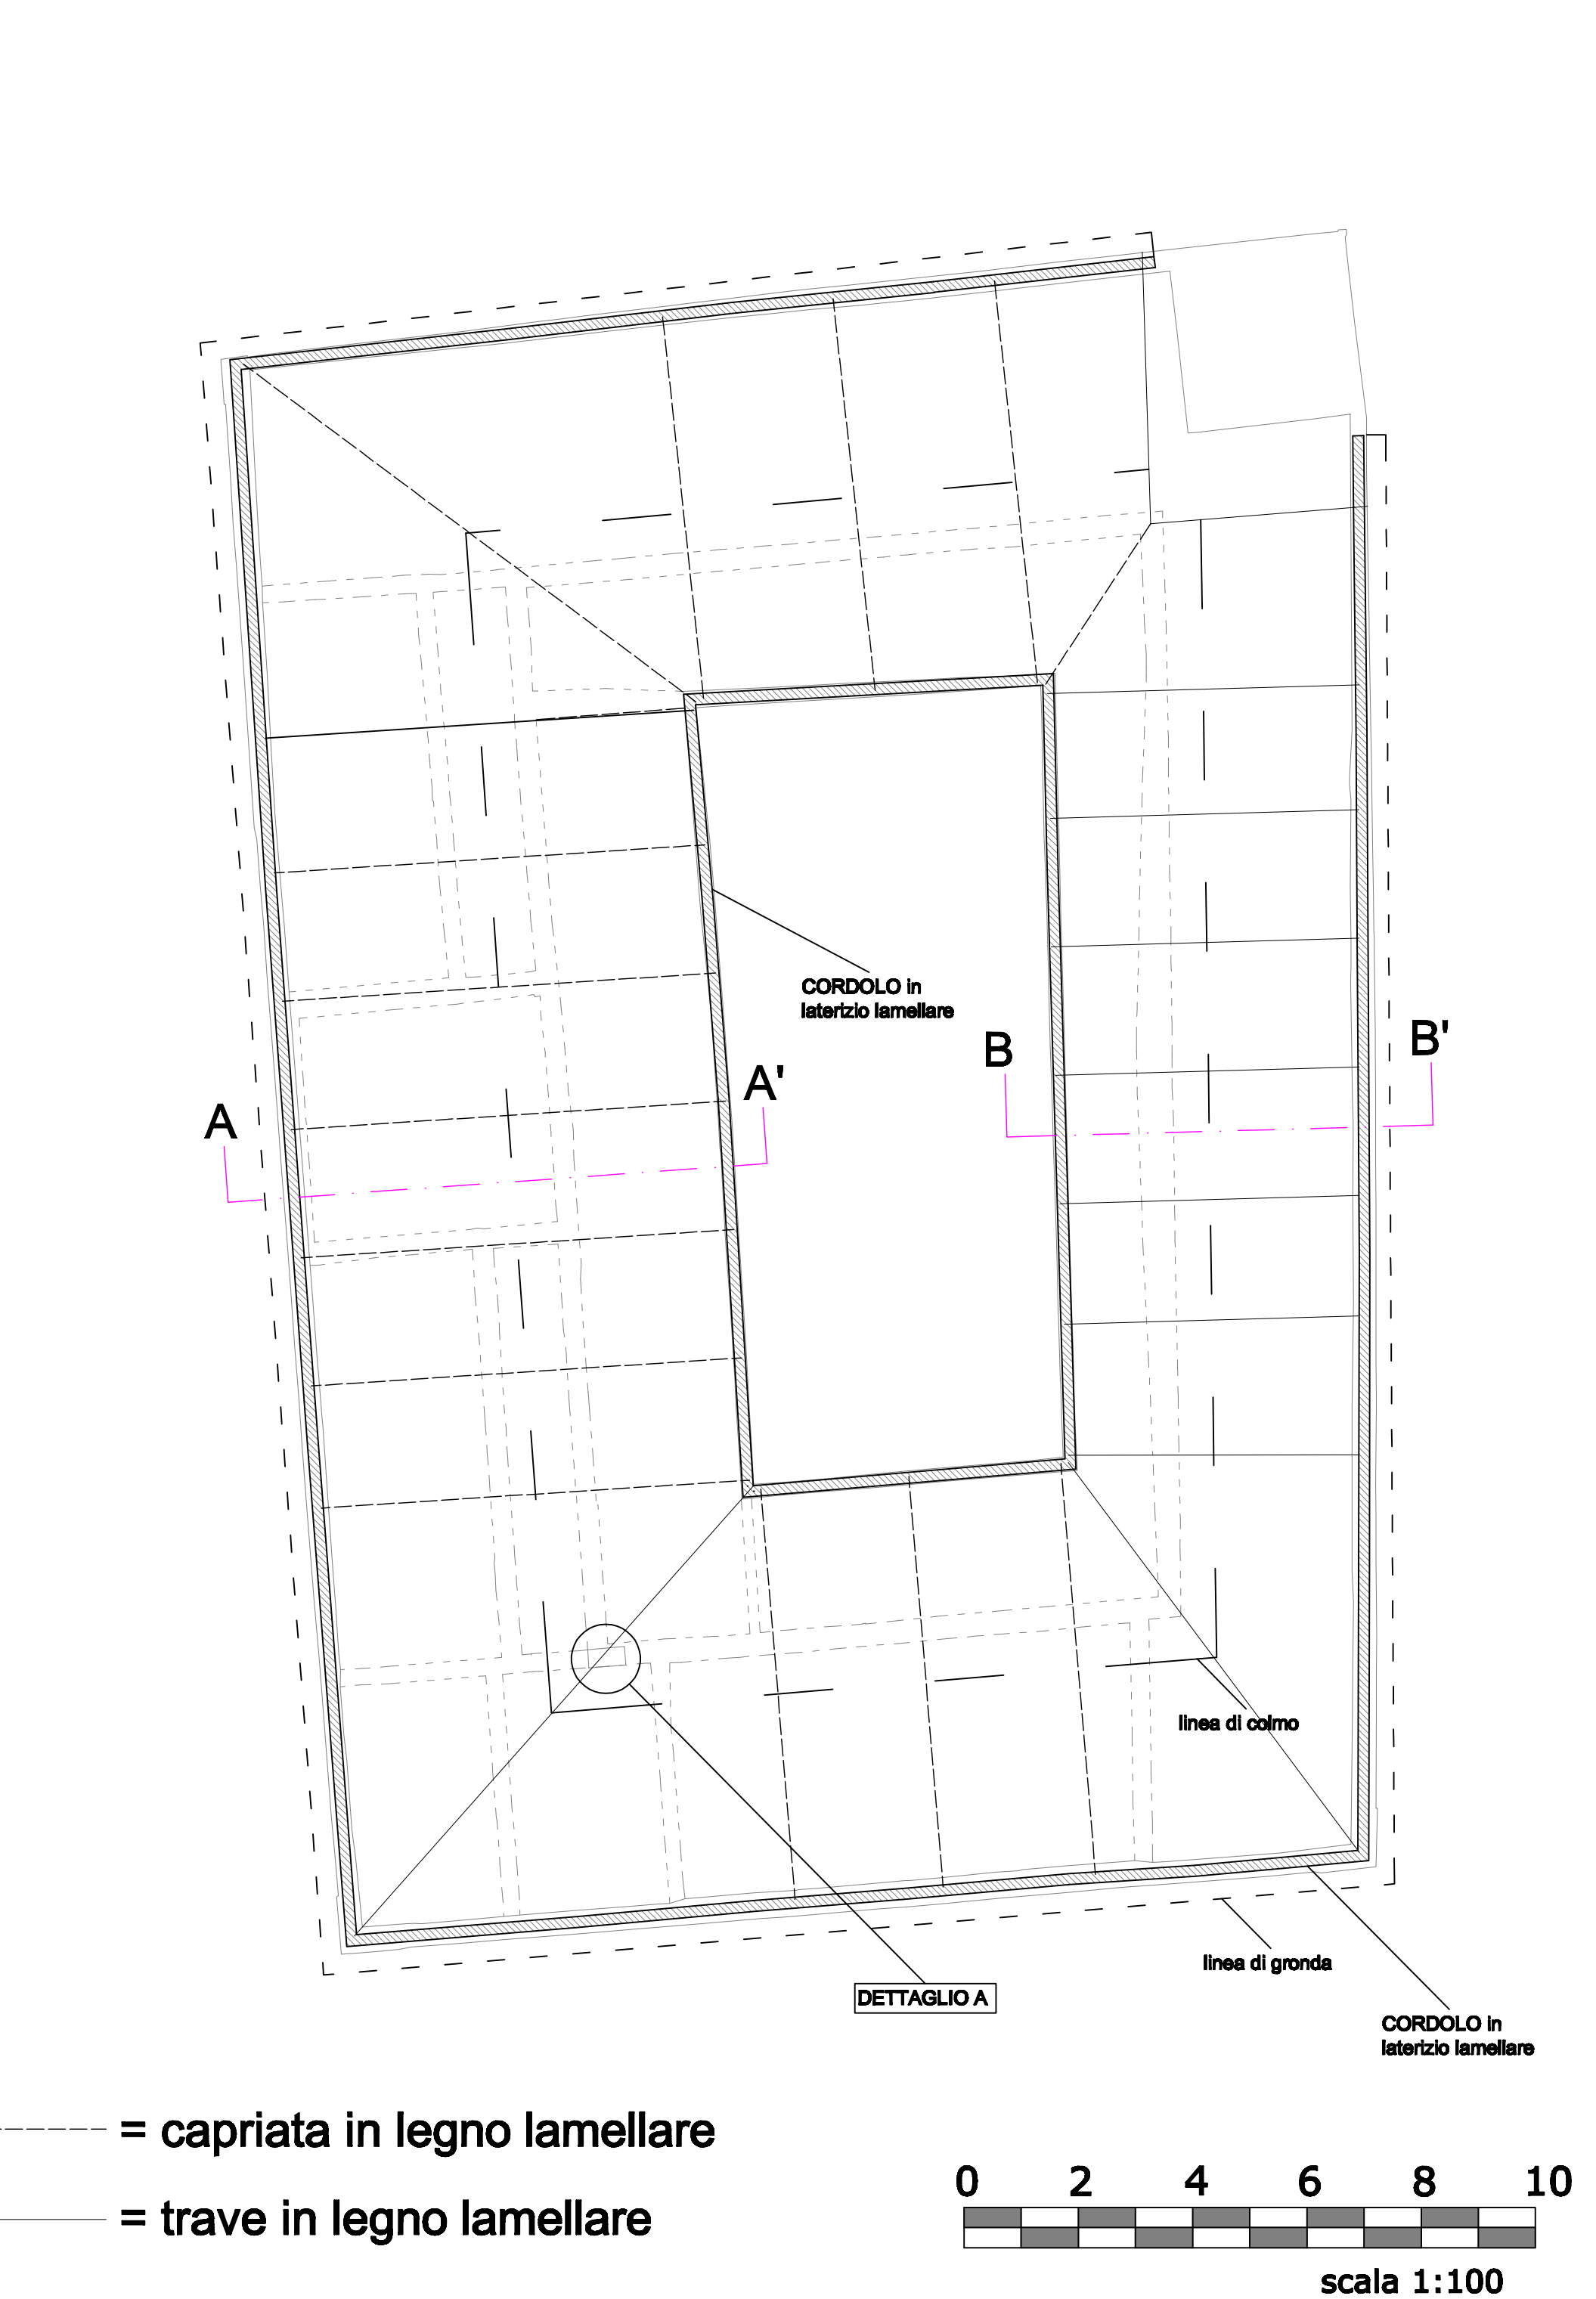 CORDOLO in
laterizio lamellare
B
B'
A'
A
linea di colmo
linea di gronda
DETTAGLIO A
CORDOLO in
laterizio lamellare
= capriata in legno lamellare
= trave in legno lamellare
0 2 4 6 8 10
scala 1:100